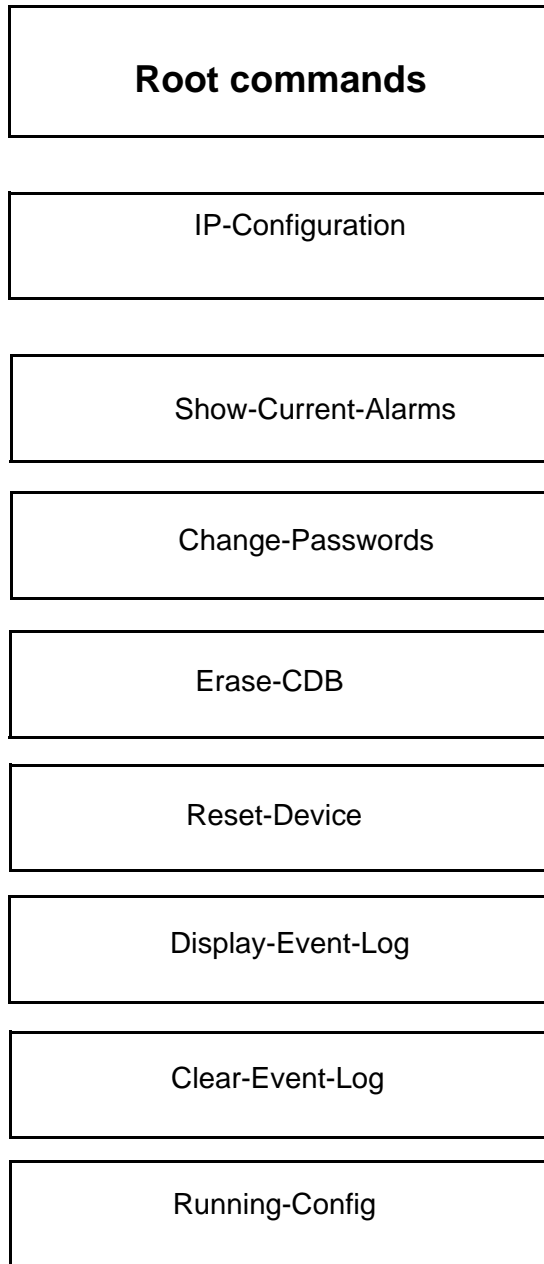 Root commands
IP-Configuration
Show-Current-Alarms
Change-Passwords
Erase-CDB
Reset-Device
Display-Event-Log
Clear-Event-Log
Running-Config